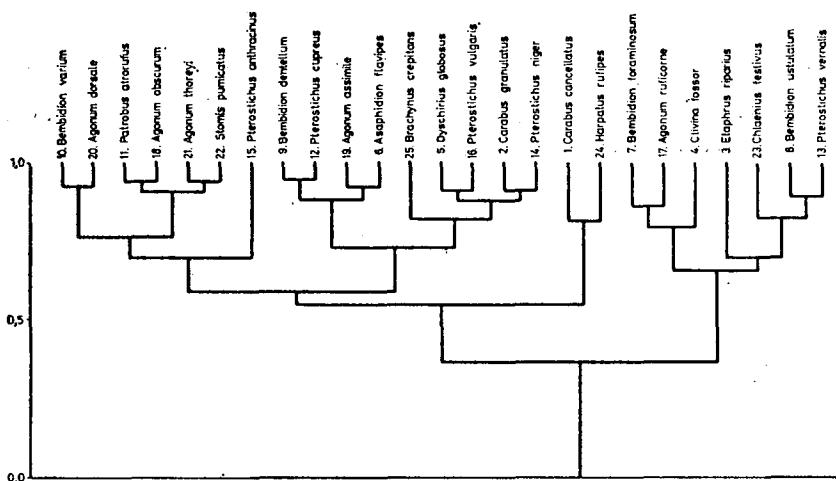 10. Bembidion varium
20. Agonum dorsale
11. Patrobus atrorufus
18. Agonum obscurum
21. Agonum thoreyi
22. Stomis pumicatus
15. Pterostichus anthracinus
9. Bembidion dentellum
12. Pterostichus cupreus
19. Agonum assimile
6. Asaphidion flavipes
25. Brachynus crepitans
5. Dyschirius globosus
16. Pterostichus vulgaris
2. Carabus granulatus
14. Pterostichus niger
1. Carabus cancellatus
24. Harpalus rufipes
7. Bembidion foraminosum
17. Agonum ruficorne
4. Clivina fossor
3. Elaphrus riparius
23. Chlaenius festivus
8. Bembidion ustulatum
13. Pterostichus vernalis
1,0
0,5
0,0